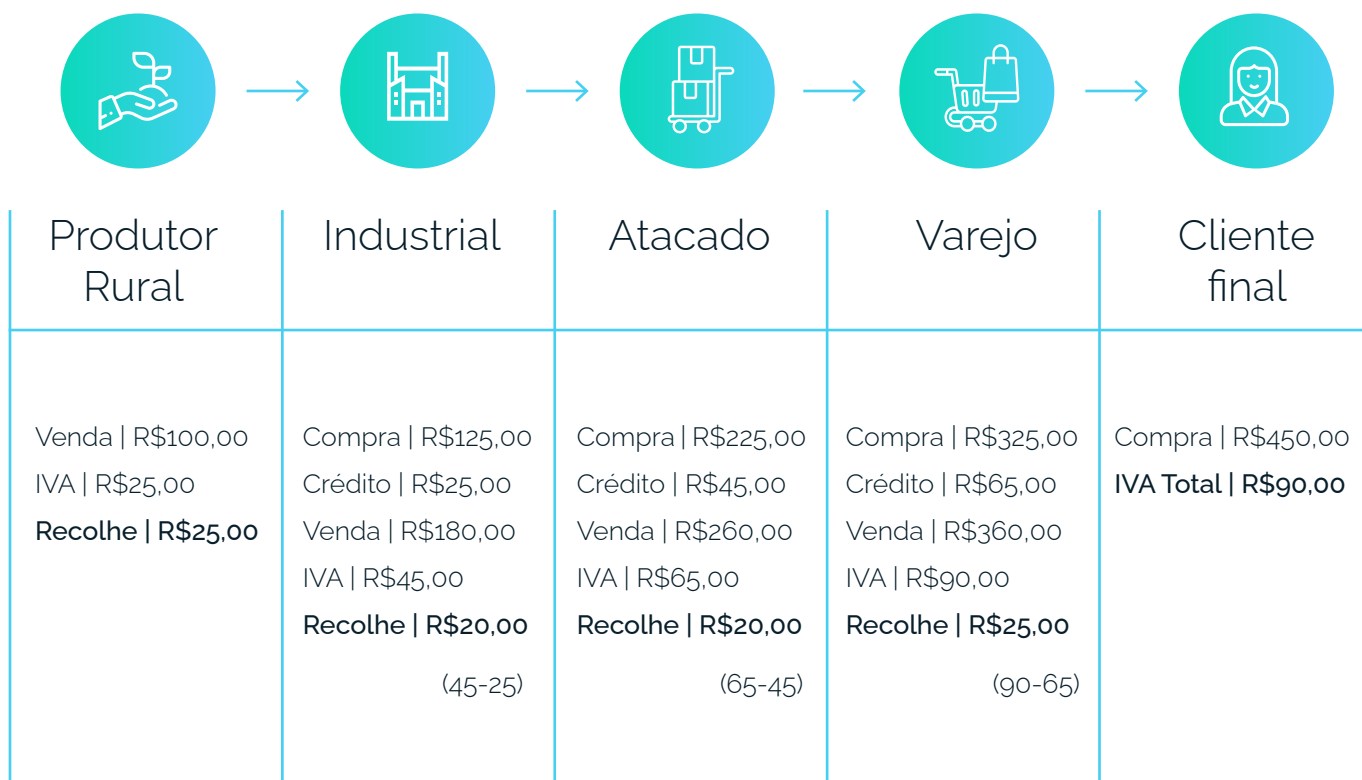 Produtor
Rural
Industrial
Atacado
Varejo
Cliente
final
Venda | R$100,00
IVA | R$25,00
Recolhe | R$25,00
Compra | R$125,00
Crédito | R$25,00
Venda | R$180,00
IVA | R$45,00
Recolhe | R$20,00
(45-25)
Compra | R$225,00
Crédito | R$45,00
Venda | R$260,00
IVA | R$65,00
Recolhe | R$20,00
(65-45)
Compra | R$325,00
Crédito | R$65,00
Venda | R$360,00
IVA | R$90,00
Recolhe | R$25,00
(90-65)
Compra | R$450,00
IVA Total | R$90,00